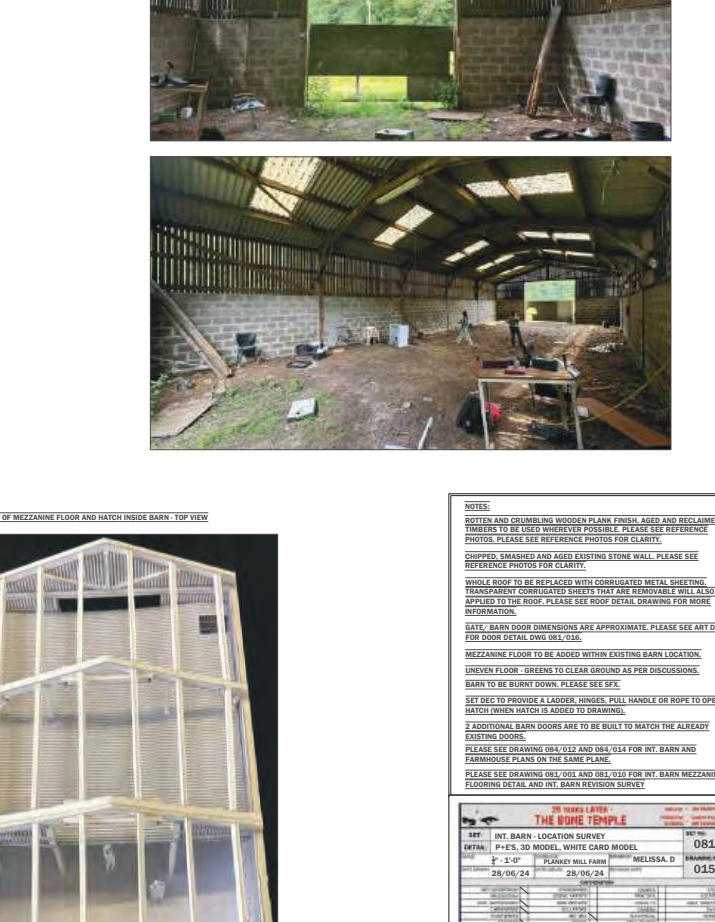 OF MEZZANINE FLOOR AND HATCH INSIDE BARN - TOP VIEW
NOTES:
ROTTEN AND CRUMBLING WOODEN PLANK FINISH. AGED AND RECLAIME
TIMBERS TO BE USED WHEREVER POSSIBLE. PLEASE SEE REFERENCE
PHOTOS. PLEASE SEE REFERENCE PHOTOS FOR CLARITY.
CHIPPED, SMASHED AND AGED EXISTING STONE WALL. PLEASE SEE
REFERENCE PHOTOS FOR CLARITY.
WHOLE ROOF TO BE REPLACED WITH CORRUGATED METAL SHEETING.
TRANSPARENT CORRUGATED SHEETS THAT ARE REMOVABLE WILL ALSO
APPLIED TO THE ROOF. PLEASE SEE ROOF DETAIL DRAWING FOR MORE
INFORMATION.
GATE/ BARN DOOR DIMENSIONS ARE APPROXIMATE. PLEASE SEE ART D
FOR DOOR DETAIL DWG 081/016.
MEZZANINE FLOOR TO BE ADDED WITHIN EXISTING BARN LOCATION.
UNEVEN FLOOR - GREENS TO CLEAR GROUND AS PER DISCUSSIONS.
BARN TO BE BURNT DOWN. PLEASE SEE SFX.
SET DEC TO PROVIDE A LADDER, HINGES, PULL HANDLE OR ROPE TO OPE
HATCH (WHEN HATCH IS ADDED TO DRAWING).
2 ADDITIONAL BARN DOORS ARE TO BE BUILT TO MATCH THE ALREADY
EXISTING DOORS.
PLEASE SEE DRAWING 084/012 AND 084/014 FOR INT. BARN AND
FARMHOUSE PLANS ON THE SAME PLANE.
PLEASE SEE DRAWING 081/001 AND 081/010 FOR INT. BARN MEZZANI
FLOORING DETAIL AND INT. BARN REVISION SURVEY
28 YEARS LATER -
THE BONE TEMPLE
SET: INT. BARN - LOCATION SURVEY
081
DETAIL: P+E'S, 3D MODEL, WHITE CARD MODEL
1'-0" PLANKEY MILL FARM MELISSA. D
015
28/06/24 28/06/24